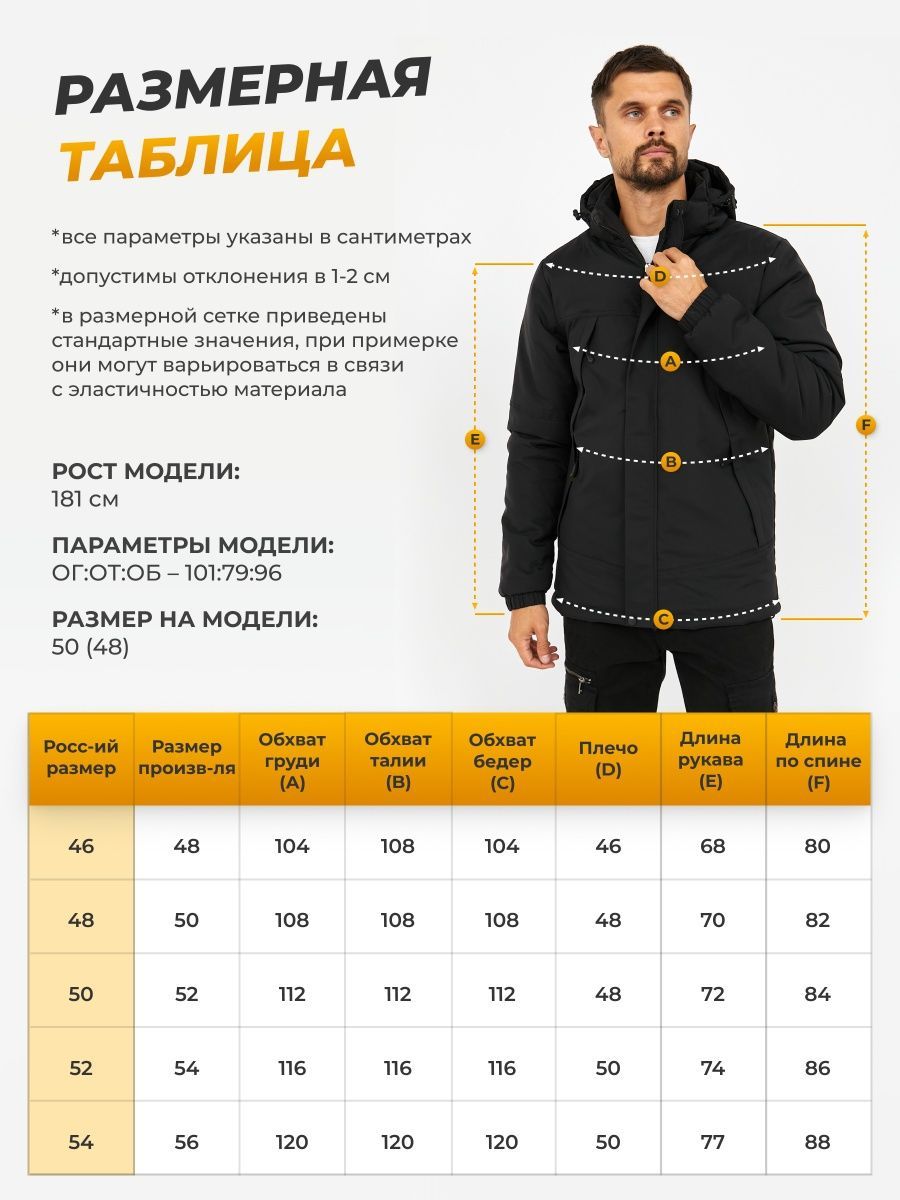 РАЗМЕРНАЯ
ТАБЛИЦА
*все параметры указаны в сантиметрах
*допустимы отклонения в 1-2 см
*в размерной сетке приведены
стандартные значения, при примерке
они могут варьироваться в связи
с эластичностью материала
РОСТ МОДЕЛИ:
181 см
ПАРАМЕТРЫ МОДЕЛИ:
ОГ:ОТ:ОБ – 101:79:96
РАЗМЕР НА МОДЕЛИ:
50 (48)
D
A
F
E
B
C
Росс-ий размер Размер произв-ля Обхват груди (A) Обхват талии (B) Обхват бедер (C) Плечо (D) Длина рукава (E) Длина по спине (F)
46 48 104 108 104 46 68 80
48 50 108 108 108 48 70 82
50 52 112 112 112 48 72 84
52 54 116 116 116 50 74 86
54 56 120 120 120 50 77 88